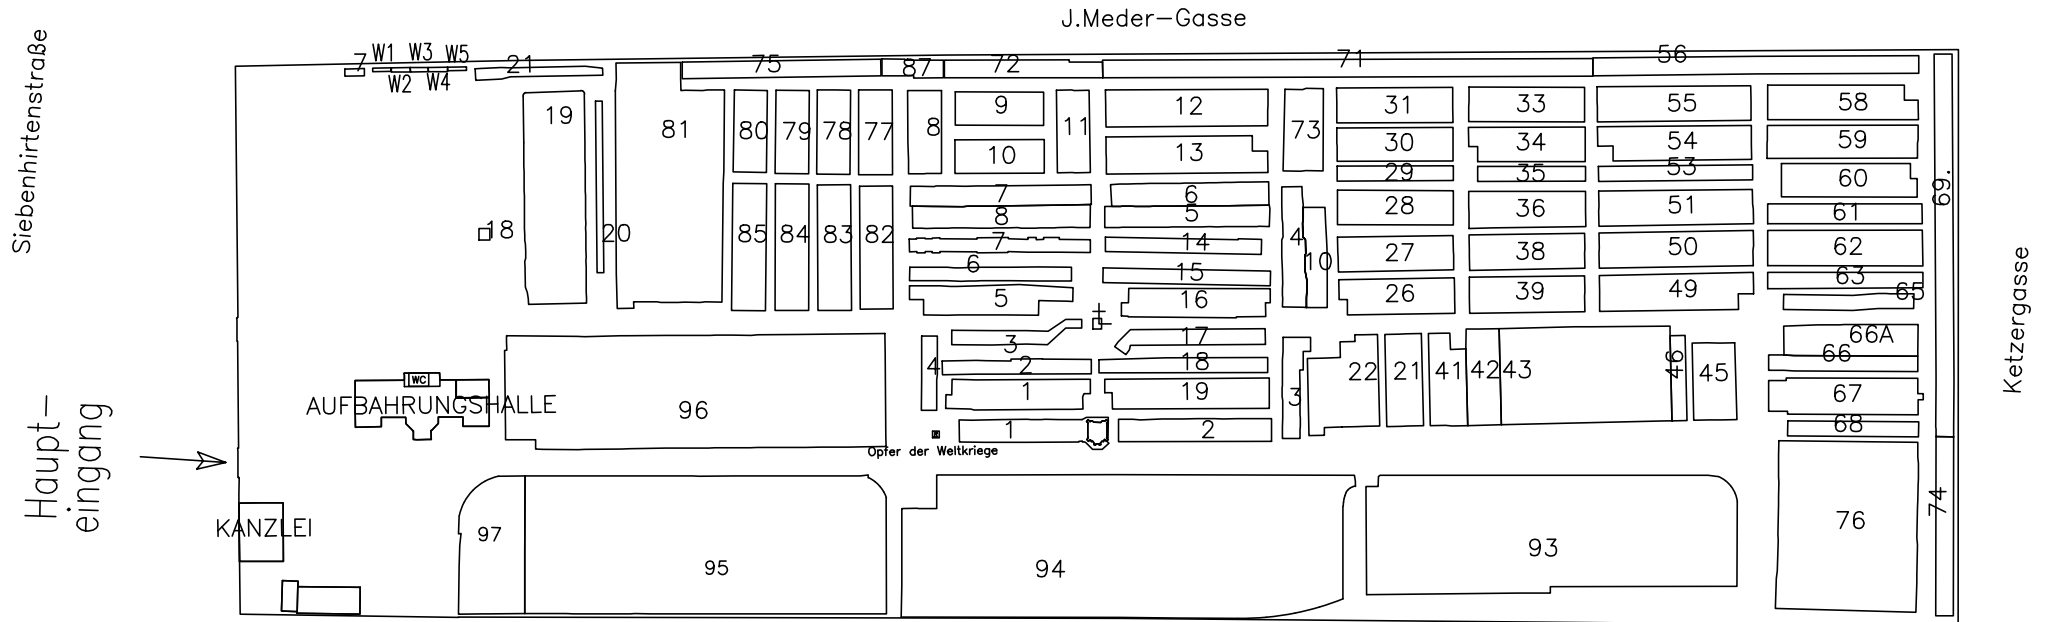 J.Meder-Gasse
Siebenhirtenstraße
7 W1 W3 W5 21 75 87 72 71 56
W2 W4
19 81 80 79 78 77 8 9 11 12 73 31 33 55 58
10 13 30 34 54 59
29 35 53 60 69.
18 20 85 84 83 82 7 6 4 10 28 36 51 61
8 5
7 14 27 38 50 62
6 15 63
5 16 26 39 49 65
3 17 66A
4 2 18 22 21 41 42 43 46 45 66
1 19 3 67
1 2 68
AUFBAHRUNGSHALLE
WC
96
Opfer der Weltkriege
Haupt-
eingang
KANZLEI
97 95 94 93 76 74
Ketzergasse